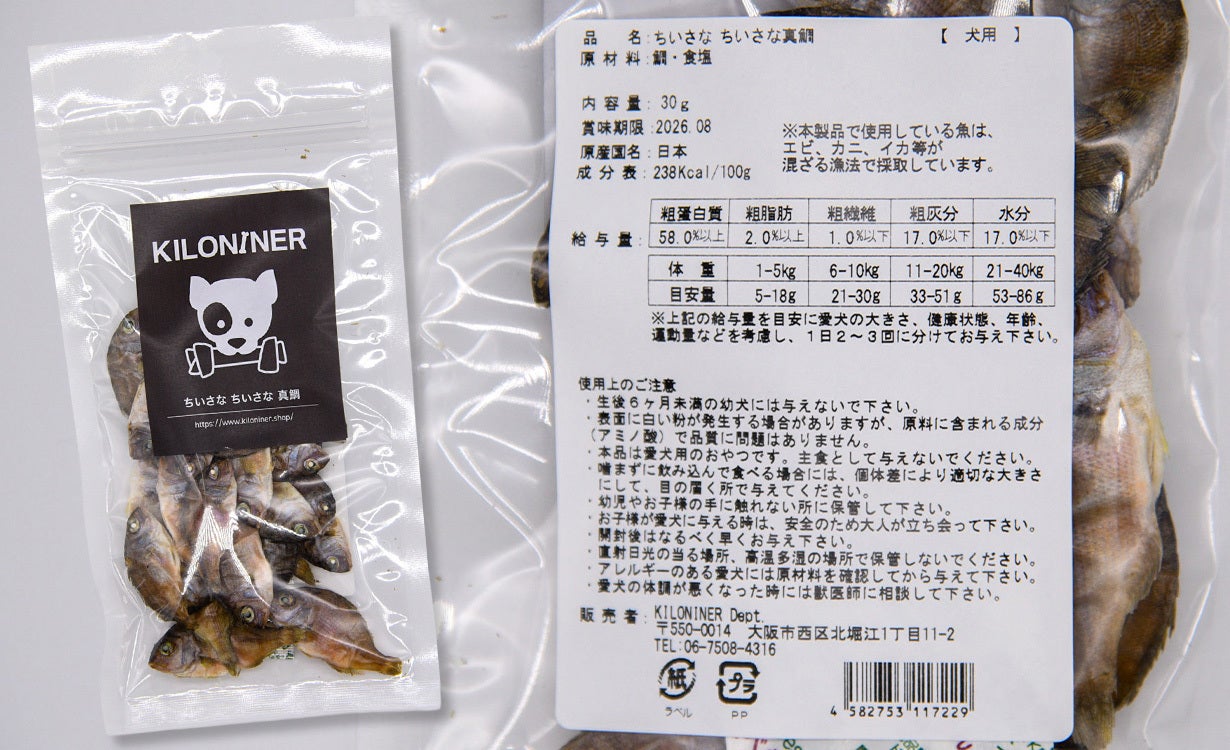 KILONINER
ちいさな ちいさな 真鯛
https://www.kiloniner.shop/
品 名:ちいさな ちいさな真鯛 【 犬用 】
原材料:鯛・食塩
内容量: 30g
賞味期限:2026.08
原産国名:日本
成分表:238Kcal/100g
※本製品で使用している魚は、
エビ、カニ、イカ等が
混ざる漁法で採取しています。
粗蛋白質 粗脂肪 粗繊維 粗灰分 水分
給与量: 58.0%以上 2.0%以上 1.0%以下 17.0%以下 17.0%以下
体 重 1-5kg 6-10kg 11-20kg 21-40kg
目安量 5-18g 21-30g 33-51g 53-86g
※上記の給与量を目安に愛犬の大きさ、健康状態、年齢、
運動量などを考慮し、1日2～3回に分けてお与え下さい。
使用上のご注意
・生後6ヶ月未満の幼犬には与えないで下さい。
・表面に白い粉が発生する場合がありますが、原料に含まれる成分
（アミノ酸）で品質に問題はありません。
・本品は愛犬用のおやつです。主食として与えないでください。
・噛まずに飲み込んで食べる場合には、個体差により適切な大きさ
にして、目の届く所で与えてください。
・幼児やお子様の手に触れない所に保管して下さい。
・お子様が愛犬に与える時は、安全のため大人が立ち会って下さい。
・開封後はなるべく早くお与え下さい。
・直射日光の当る場所、高温多湿の場所で保管しないでください。
・アレルギーのある愛犬には原材料を確認してから与えて下さい。
・愛犬の体調が悪くなった時には獣医師に相談して下さい。
販売者: KILONINER Dept.
〒550-0014 大阪市西区北堀江1丁目11-2
TEL:06-7508-4316
紙 プラ
ラベル PP
4 582753 117229